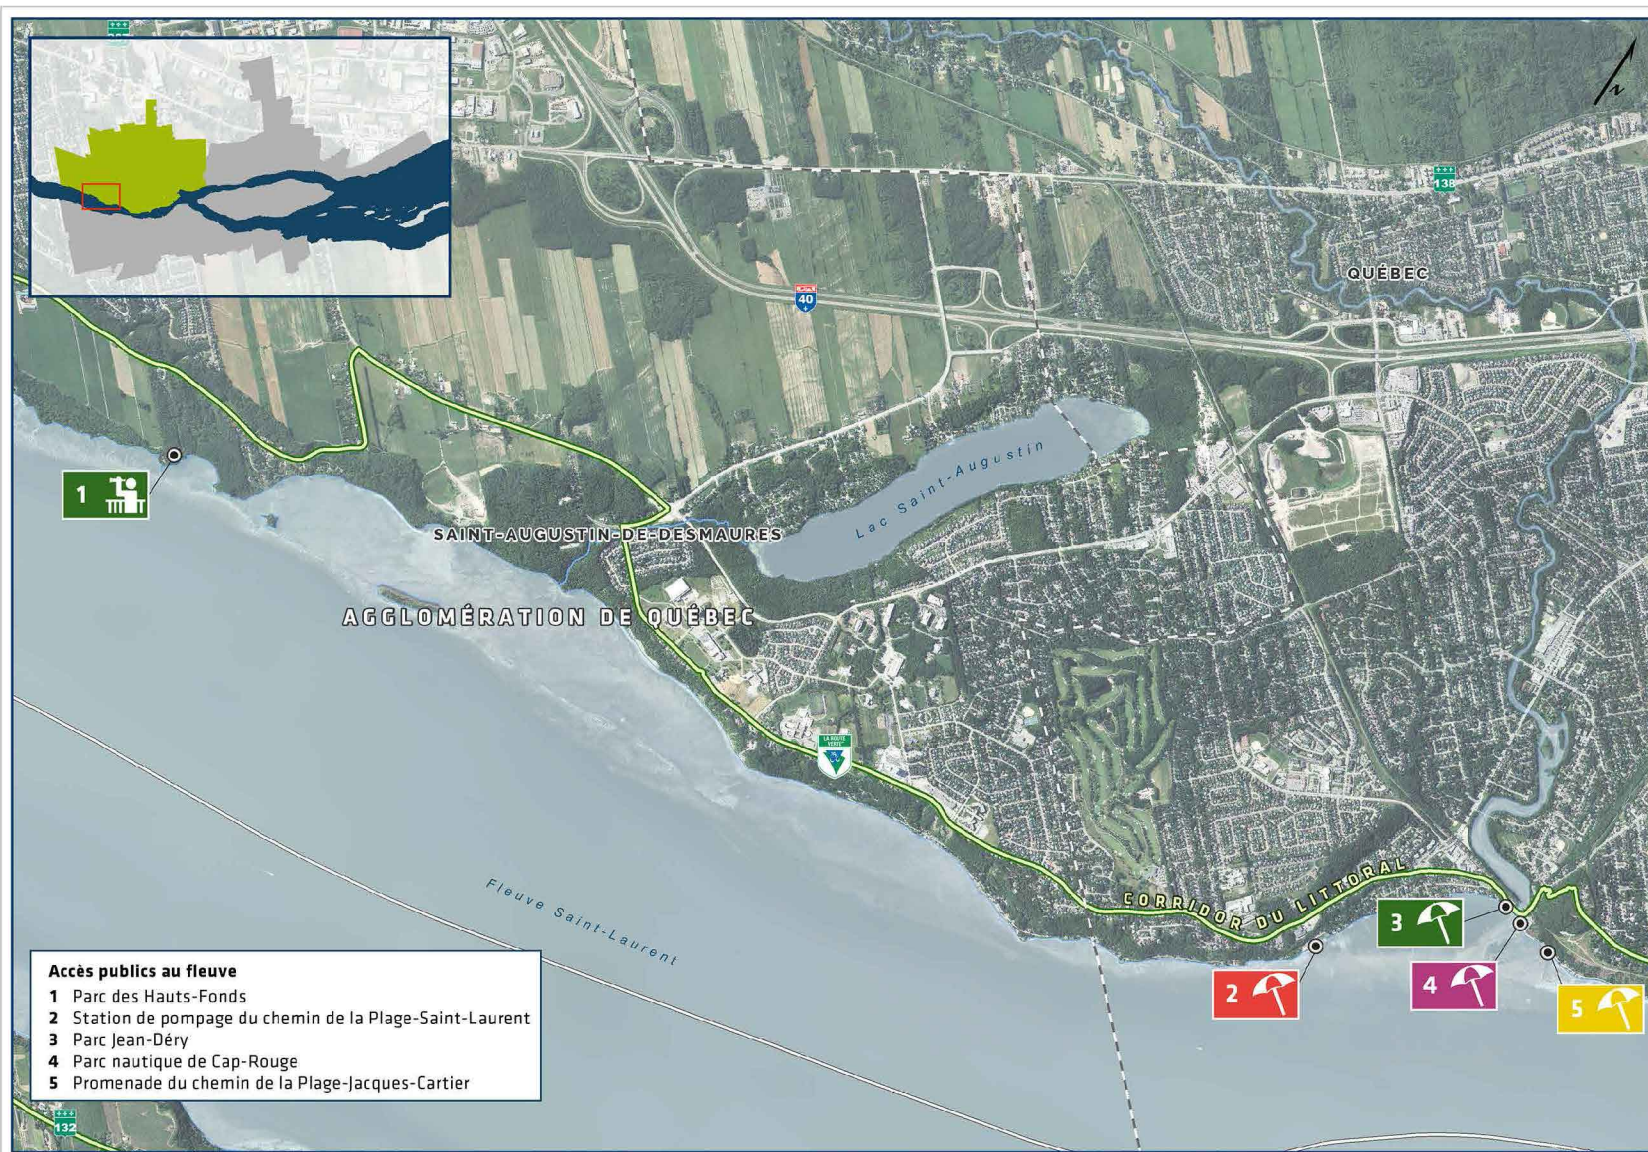 n
138
QUÉBEC
40
Lac Saint-Augustin
1
SAINT-AUGUSTIN-DE-DESMAURES
AGGLOMÉRATION DE QUÉBEC
LA ROUTE
VERTE
CORRIDOR DU LITTORAL
Fleuve Saint-Laurent
3
2
4
5
Accès publics au fleuve
1 Parc des Hauts-Fonds
2 Station de pompage du chemin de la Plage-Saint-Laurent
3 Parc Jean-Déry
4 Parc nautique de Cap-Rouge
5 Promenade du chemin de la Plage-Jacques-Cartier
132